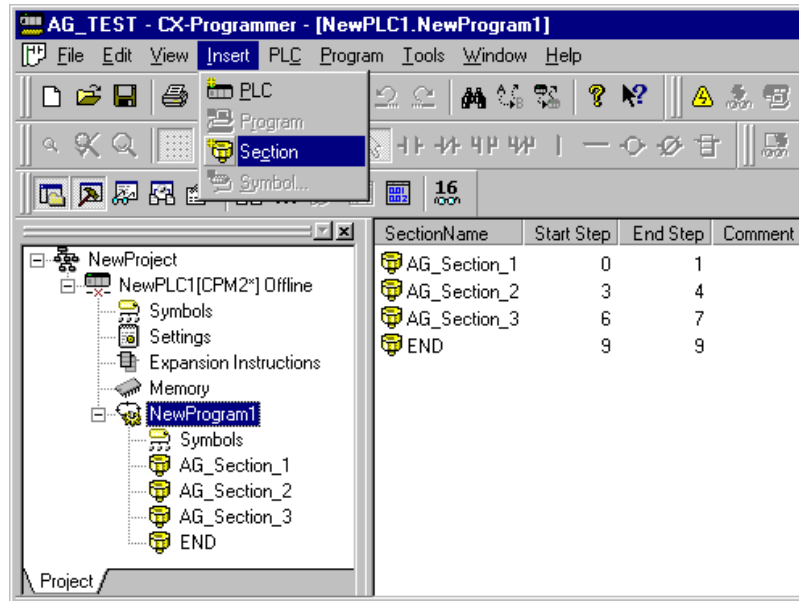 AG_TEST - CX-Programmer - [NewPLC1.NewProgram1]
File Edit View Insert PLC Program Tools Window Help
PLC
Program
Section
Symbol...
16
SectionName Start Step End Step Comment
AG_Section_1 0 1
AG_Section_2 3 4
AG_Section_3 6 7
END 9 9
NewProject
NewPLC1[CPM2*] Offline
Symbols
Settings
Expansion Instructions
Memory
NewProgram1
Symbols
AG_Section_1
AG_Section_2
AG_Section_3
END
Project